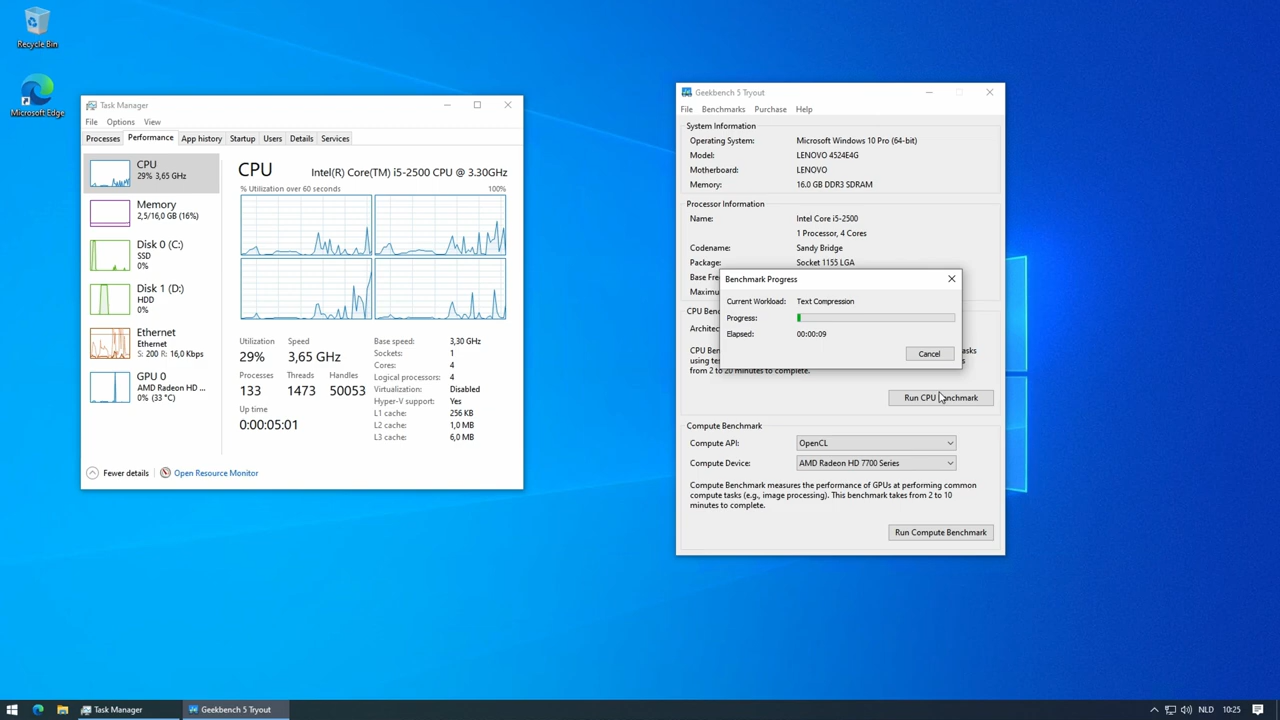 Recycle Bin
Microsoft Edge
Task Manager
File Options View
Processes Performance App history Startup Users Details Services
CPU
29% 3,65 GHz
Memory
2,5/16,0 GB (16%)
Disk 0 (C:)
SSD
0%
Disk 1 (D:)
HDD
0%
Ethernet
Ethernet
S: 200 R: 16,0 Kbps
GPU 0
AMD Radeon HD ...
0% (33 °C)
CPU Intel(R) Core(TM) i5-2500 CPU @ 3.30GHz
% Utilization over 60 seconds 100%
Utilization Speed
29% 3,65 GHz
Processes Threads Handles
133 1473 50053
Up time
0:00:05:01
Base speed: 3,30 GHz
Sockets: 1
Cores: 4
Logical processors: 4
Virtualization: Disabled
Hyper-V support: Yes
L1 cache: 256 KB
L2 cache: 1,0 MB
L3 cache: 6,0 MB
Fewer details Open Resource Monitor
Geekbench 5 Tryout
File Benchmarks Purchase Help
System Information
Operating System: Microsoft Windows 10 Pro (64-bit)
Model: LENOVO 4524E4G
Motherboard: LENOVO
Memory: 16.0 GB DDR3 SDRAM
Processor Information
Name: Intel Core i5-2500
1 Processor, 4 Cores
Codename: Sandy Bridge
Package: Socket 1155 LGA
Base Fre
Maximu
CPU Benc
Archite
CPU Ben asks
using te
from 2 to 20 minutes to complete.
Benchmark Progress
Current Workload: Text Compression
Progress:
Elapsed: 00:00:09
Cancel
Run CPU Benchmark
Compute Benchmark
Compute API: OpenCL
Compute Device: AMD Radeon HD 7700 Series
Compute Benchmark measures the performance of GPUs at performing common
compute tasks (e.g., image processing). This benchmark takes from 2 to 10
minutes to complete.
Run Compute Benchmark
Task Manager Geekbench 5 Tryout NLD 10:25